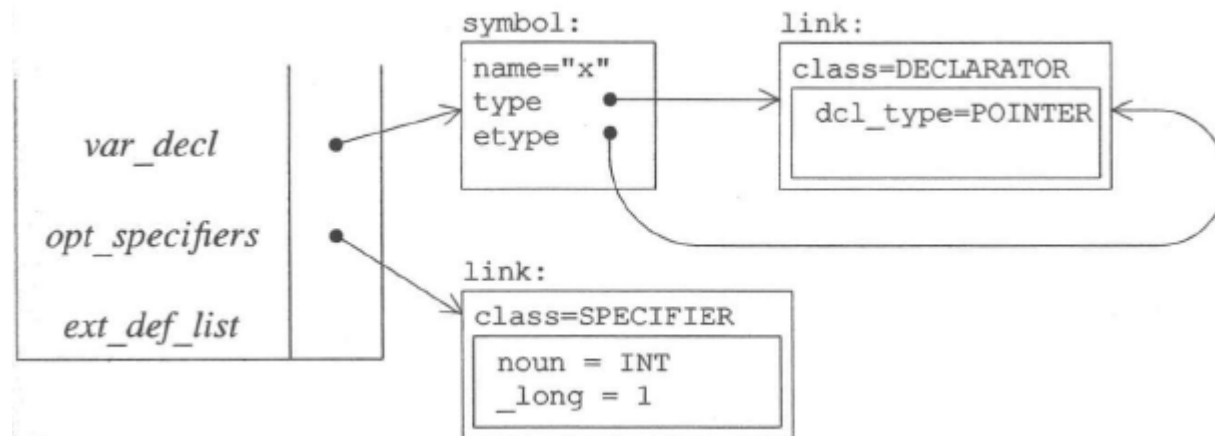 symbol:
link:
name="x"
type
etype
class=DECLARATOR
dcl_type=POINTER
var_decl
opt_specifiers
ext_def_list
link:
class=SPECIFIER
noun = INT
_long = 1